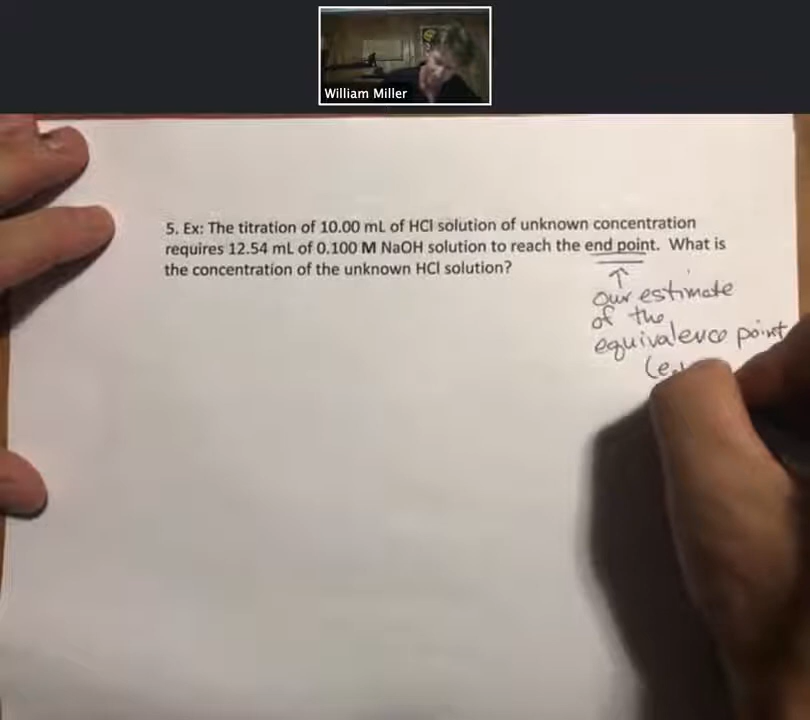 William Miller
5. Ex: The titration of 10.00 mL of HCl solution of unknown concentration
requires 12.54 mL of 0.100 M NaOH solution to reach the end point. What is
the concentration of the unknown HCl solution?
↑
our estimate
of the
equivalence point